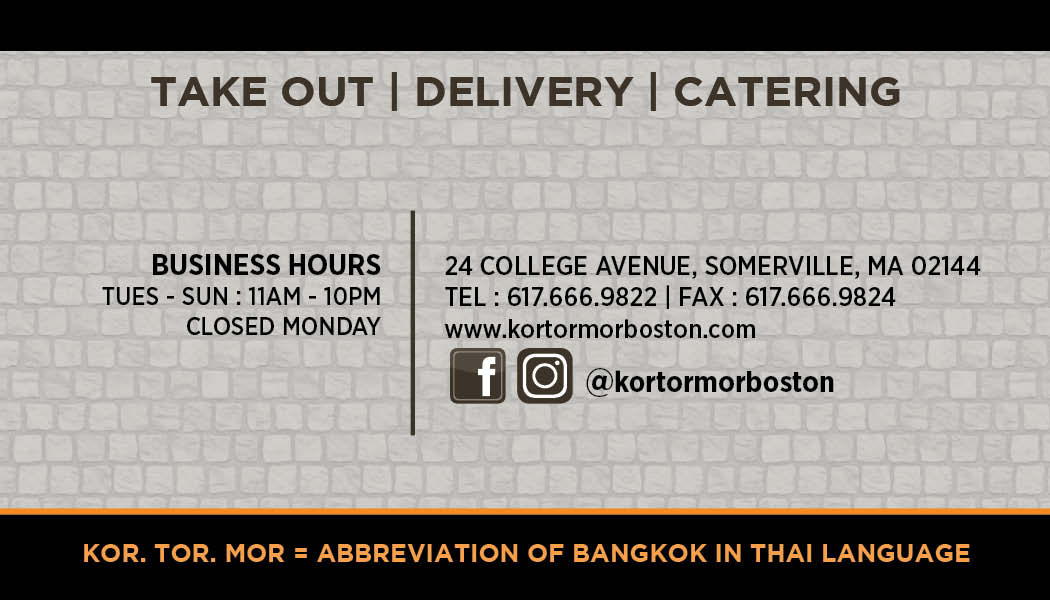 TAKE OUT | DELIVERY | CATERING
BUSINESS HOURS
TUES - SUN : 11AM - 10PM
CLOSED MONDAY
24 COLLEGE AVENUE, SOMERVILLE, MA 02144
TEL : 617.666.9822 | FAX : 617.666.9824
www.kortormorboston.com
@kortormorboston
KOR. TOR. MOR = ABBREVIATION OF BANGKOK IN THAI LANGUAGE